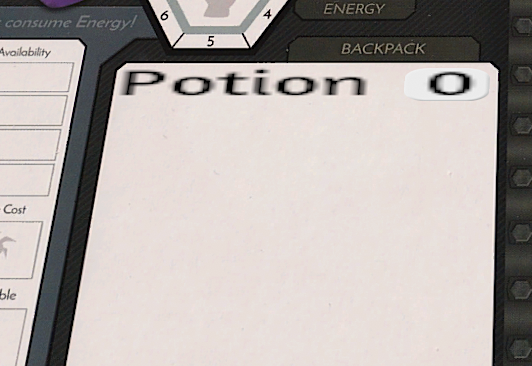 ENERGY
6
4
5
consume Energy!
BACKPACK
Availability
Potion 0
Cost
ble